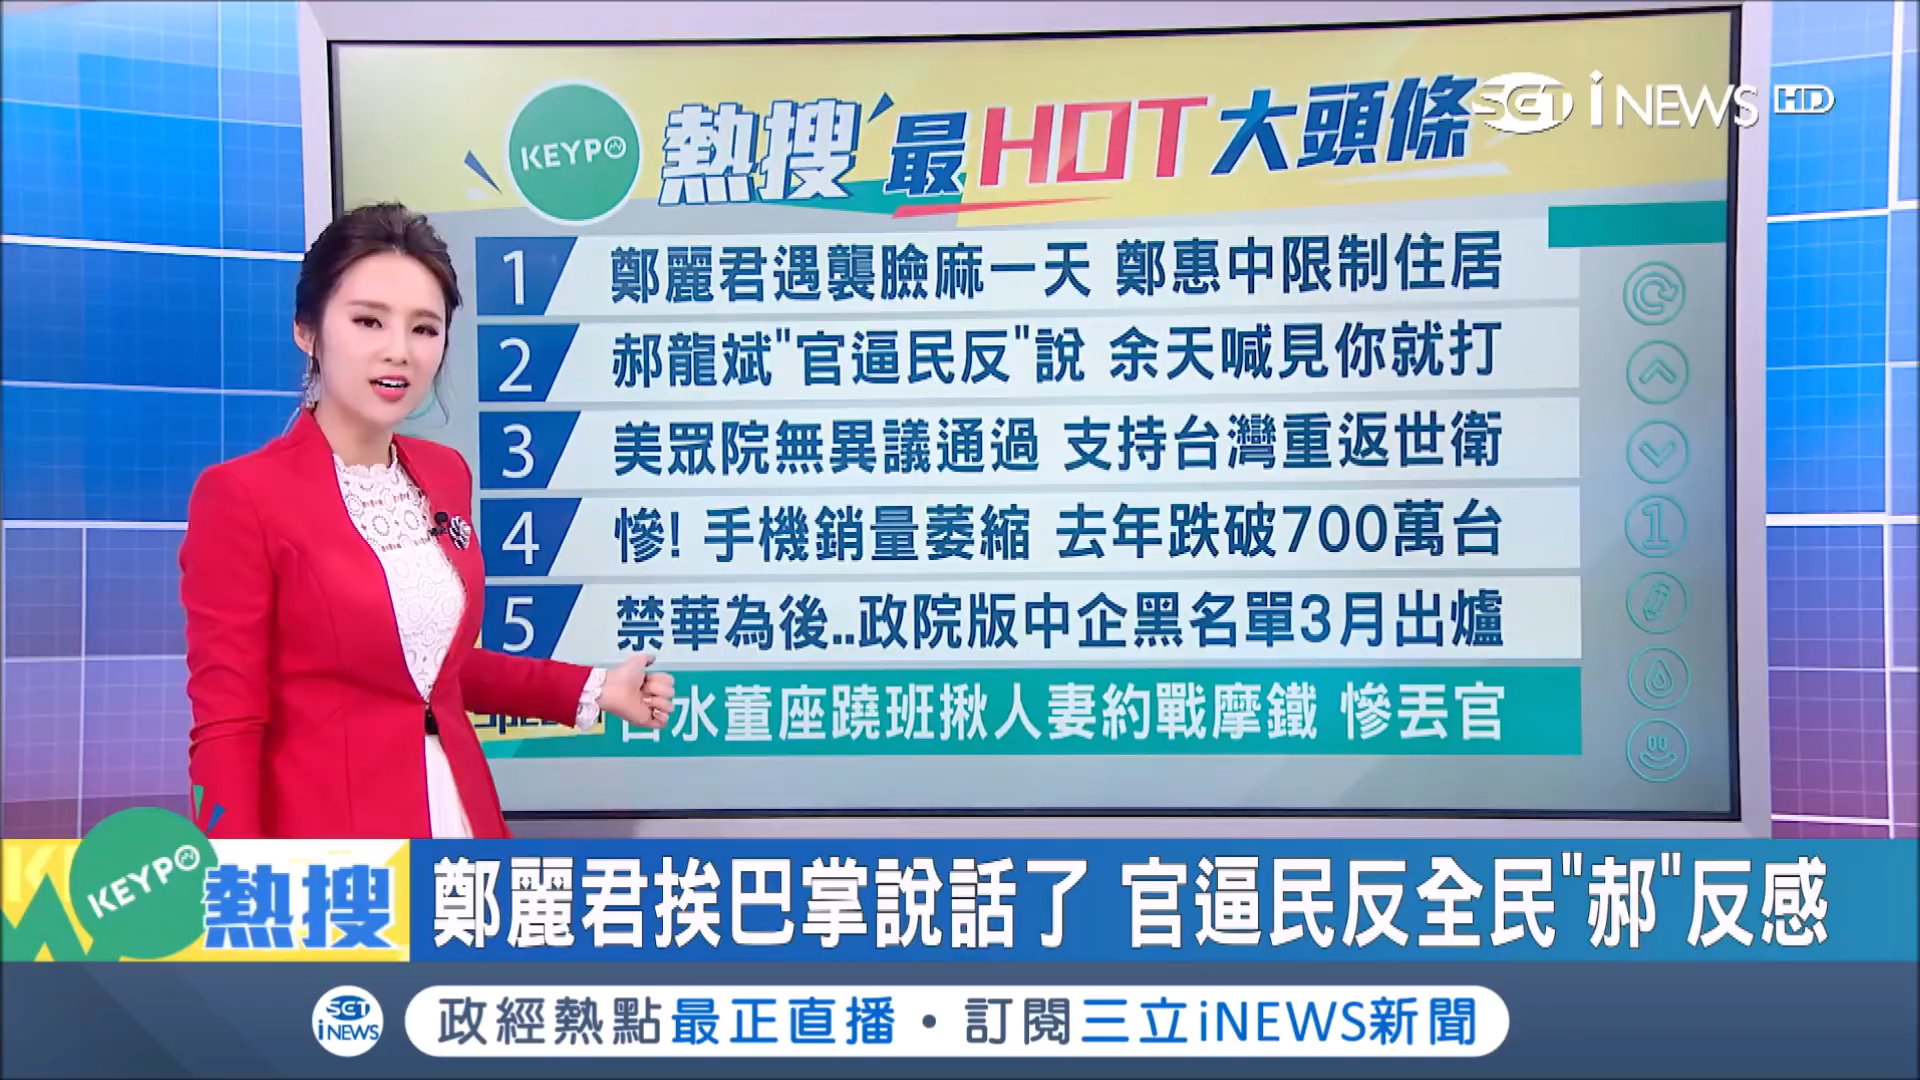 SET iNEWS HD
KEYPO
熱搜 最HOT大頭條
1 鄭麗君遇襲臉麻一天 鄭惠中限制住居
2 郝龍斌"官逼民反"說 余天喊見你就打
3 美眾院無異議通過 支持台灣重返世衛
4 慘! 手機銷量萎縮 去年跌破700萬台
5 禁華為後..政院版中企黑名單3月出爐
水董座蹺班揪人妻約戰摩鐵 慘丟官
1
KEYPO 熱搜
鄭麗君挨巴掌說話了 官逼民反全民"郝"反感
SET iNEWS
政經熱點最正直播・訂閱三立iNEWS新聞